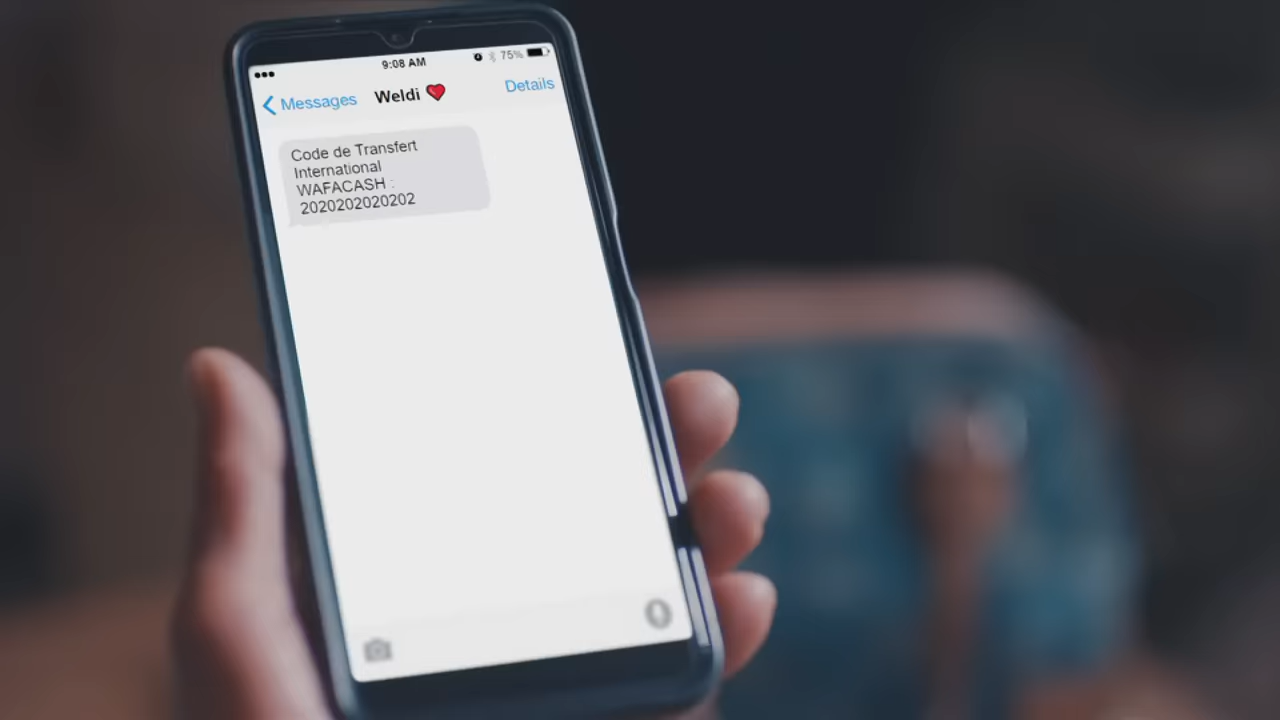 9:08 AM
75%
Messages
Weldi ❤️
Details
Code de Transfert
International
WAFACASH :
2020202020202